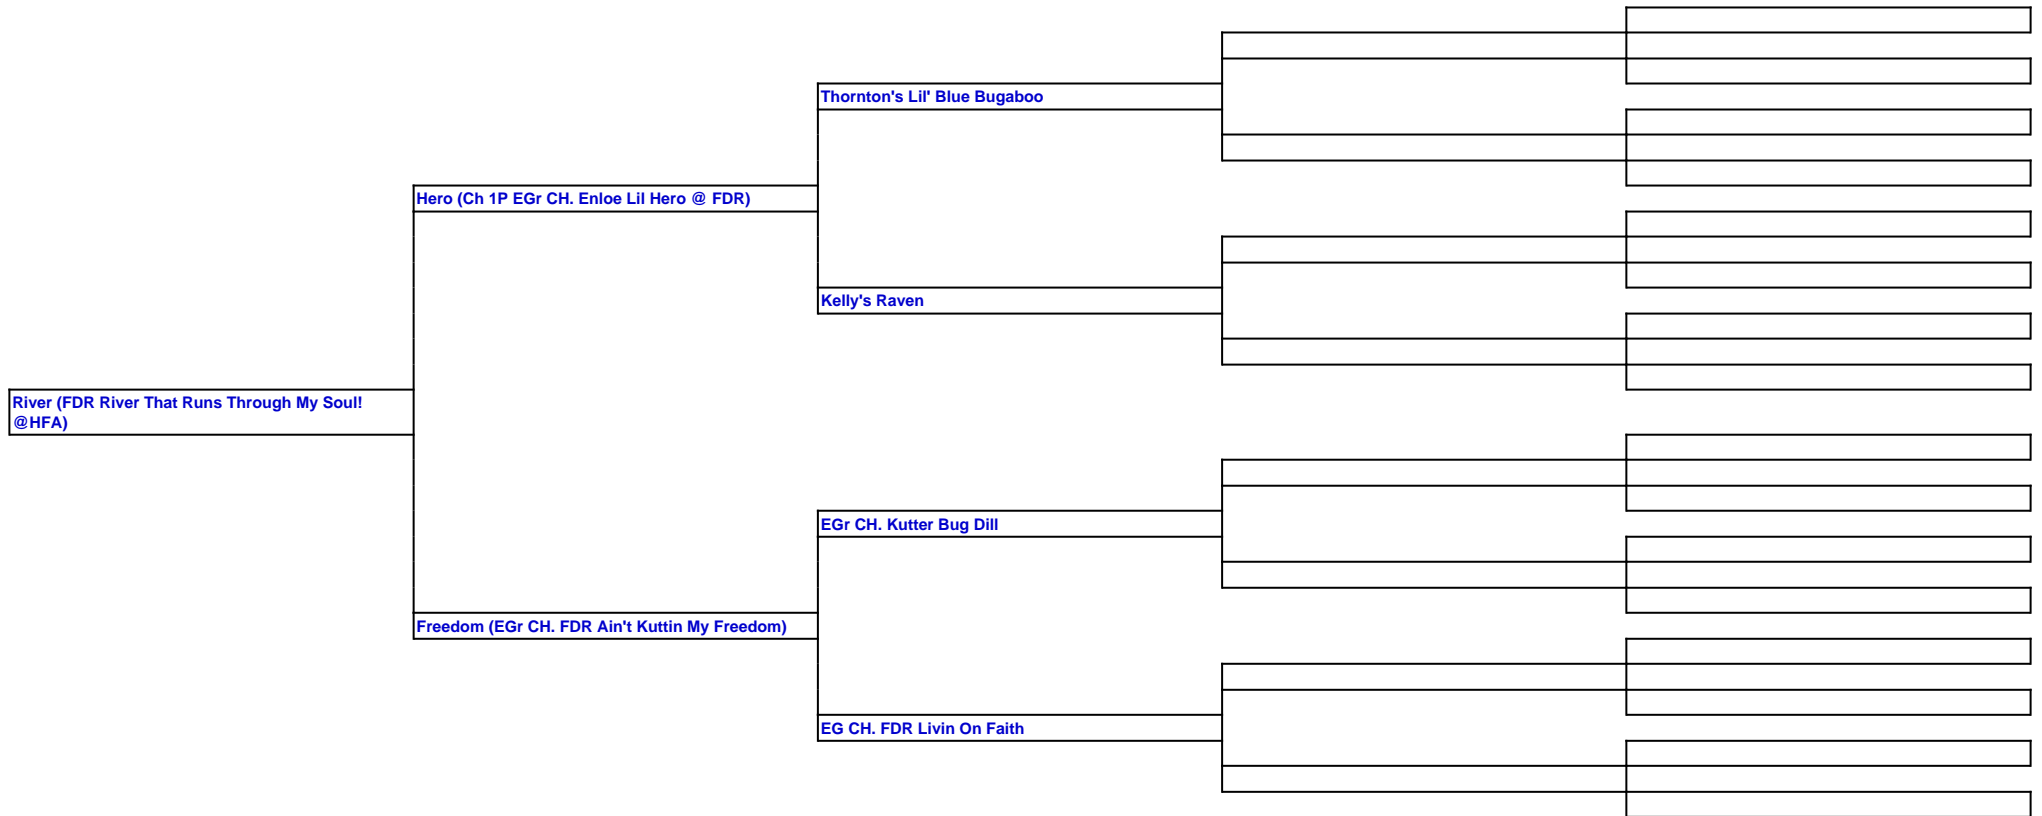 Thornton's Lil' Blue Bugaboo
Hero (Ch 1P EGr CH. Enloe Lil Hero @ FDR)
Kelly's Raven
River (FDR River That Runs Through My Soul!
@HFA)
EGr CH. Kutter Bug Dill
Freedom (EGr CH. FDR Ain't Kuttin My Freedom)
EG CH. FDR Livin On Faith